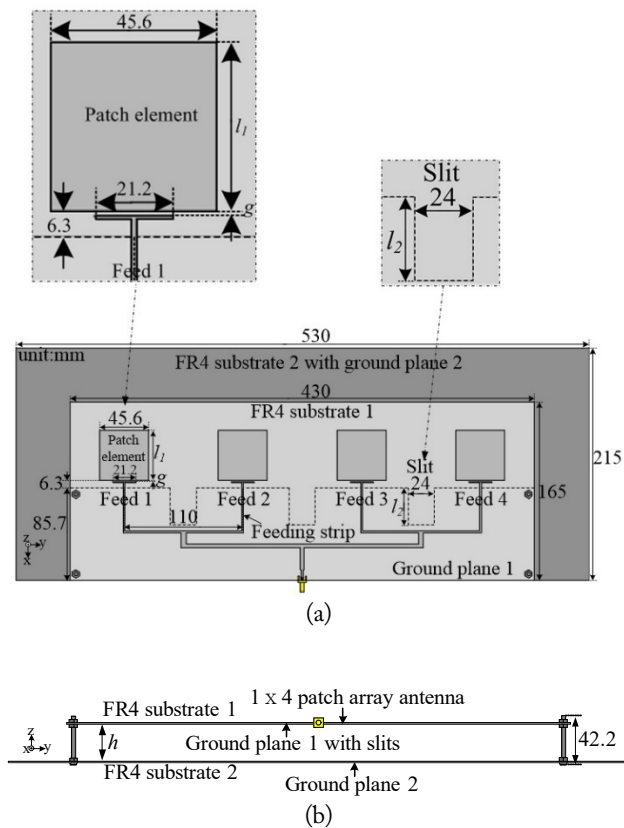 45.6
Patch element
l1
21.2
g
6.3
Feed 1
Slit
24
l2
530
unit:mm
FR4 substrate 2 with ground plane 2
430
FR4 substrate 1
45.6
Patch
element
l1
21.2
g
Slit
24
215
6.3
Feed 1
Feed 2
Feed 3
l2
Feed 4
165
85.7
110
Feeding strip
z
y
x
Ground plane 1
(a)
1 x 4 patch array antenna
FR4 substrate 1
z
x
y
h
Ground plane 1 with slits
42.2
FR4 substrate 2
Ground plane 2
(b)